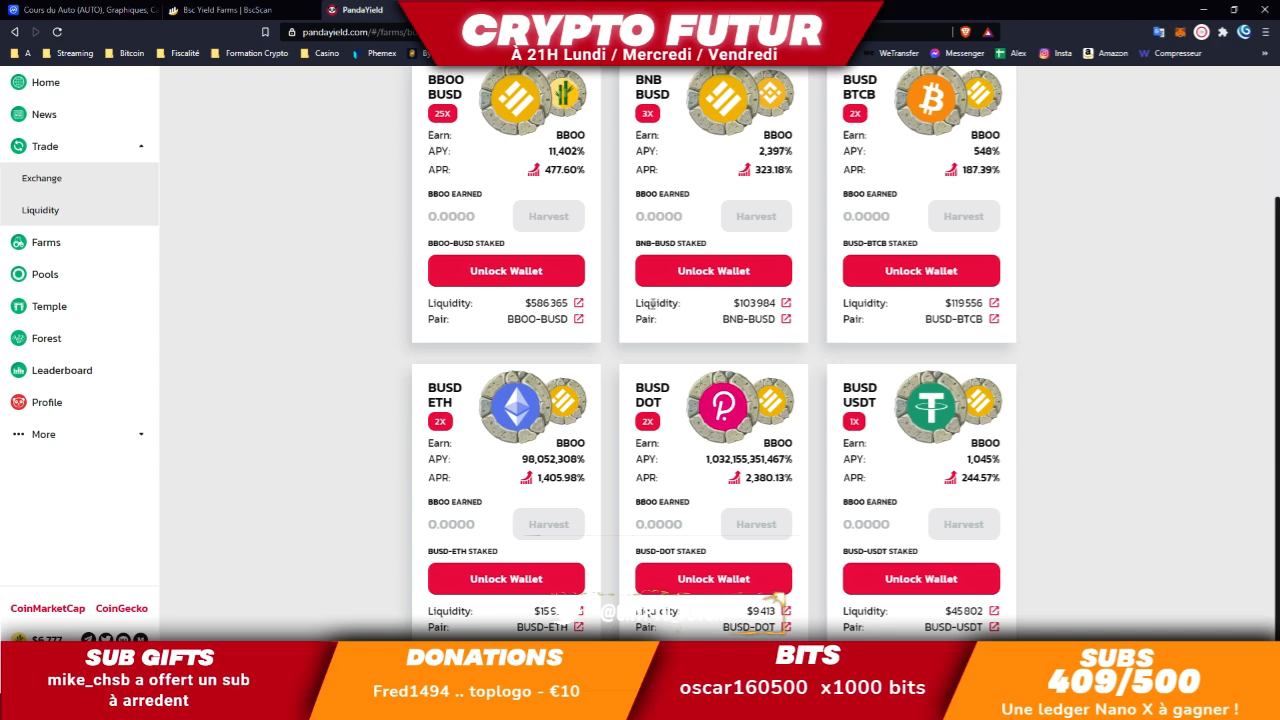 Cours du Auto (AUTO), Graphiques, C
Bsc Yield Farms | BscScan
PandaYield
pandayield.com/#/farms/
CRYPTO FUTUR
À 21H Lundi / Mercredi / Vendredi
A
Streaming
Bitcoin
Fiscalité
Formation Crypto
Casino
Phemex
WeTransfer
Messenger
Alex
Insta
Amazon
Compresseur
Home
News
Trade
Exchange
Liquidity
Farms
Pools
Temple
Forest
Leaderboard
Profile
More
CoinMarketCap CoinGecko
BBOO
BUSD
25X
Earn: BBOO
APY: 11,402%
APR: 477.60%
BBOO EARNED
0.0000 Harvest
BBOO-BUSD STAKED
Unlock Wallet
Liquidity: $586 365
Pair: BBOO-BUSD
BNB
BUSD
3X
Earn: BBOO
APY: 2,397%
APR: 323.18%
BBOO EARNED
0.0000 Harvest
BNB-BUSD STAKED
Unlock Wallet
Liquidity: $103 984
Pair: BNB-BUSD
BUSD
BTCB
2X
Earn: BBOO
APY: 548%
APR: 187.39%
BBOO EARNED
0.0000 Harvest
BUSD-BTCB STAKED
Unlock Wallet
Liquidity: $119 556
Pair: BUSD-BTCB
BUSD
ETH
2X
Earn: BBOO
APY: 98,052,308%
APR: 1,405.98%
BBOO EARNED
0.0000 Harvest
BUSD-ETH STAKED
Unlock Wallet
Liquidity:
Pair: BUSD-ETH
BUSD
DOT
2X
Earn: BBOO
APY: 1,032,155,351,467%
APR: 2,380.13%
BBOO EARNED
0.0000 Harvest
BUSD-DOT STAKED
Unlock Wallet
$9 413
Pair: BUSD-DOT
BUSD
USDT
1X
Earn: BBOO
APY: 1,045%
APR: 244.57%
BBOO EARNED
0.0000 Harvest
BUSD-USDT STAKED
Unlock Wallet
Liquidity: $45 802
Pair: BUSD-USDT
SUB GIFTS
mike_chsb a offert un sub
à arredent
DONATIONS
Fred1494 .. toplogo - €10
BITS
oscar160500 x1000 bits
SUBS
409/500
Une ledger Nano X à gagner !